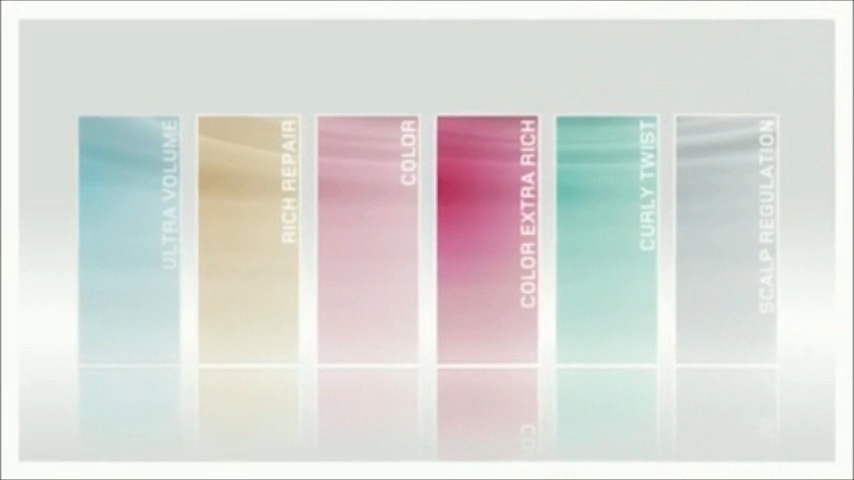 ULTRA VOLUME
RICH REPAIR
COLOR
COLOR EXTRA RICH
CURLY TWIST
SCALP REGULATION